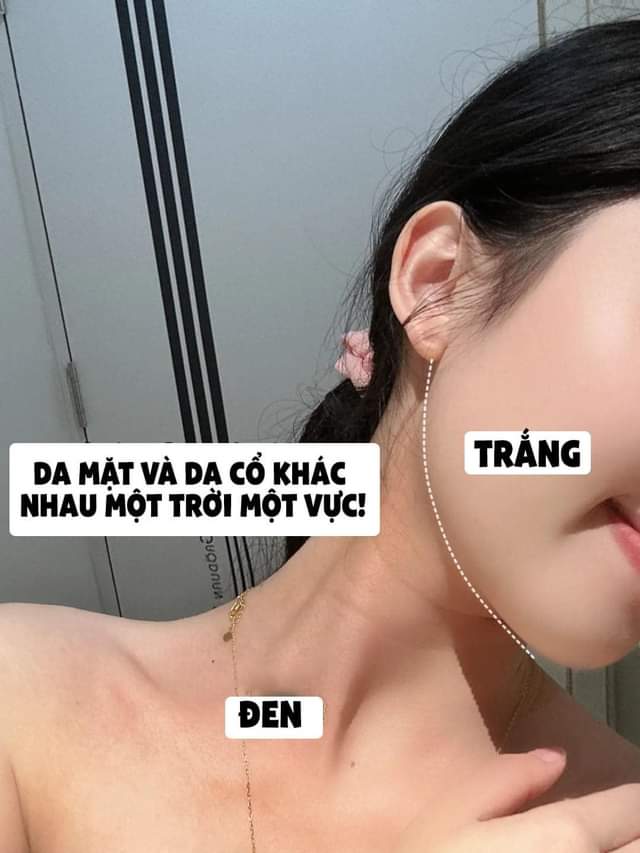 TRẮNG
DA MẶT VÀ DA CỔ KHÁC
NHAU MỘT TRỜI MỘT VỰC!
ĐEN